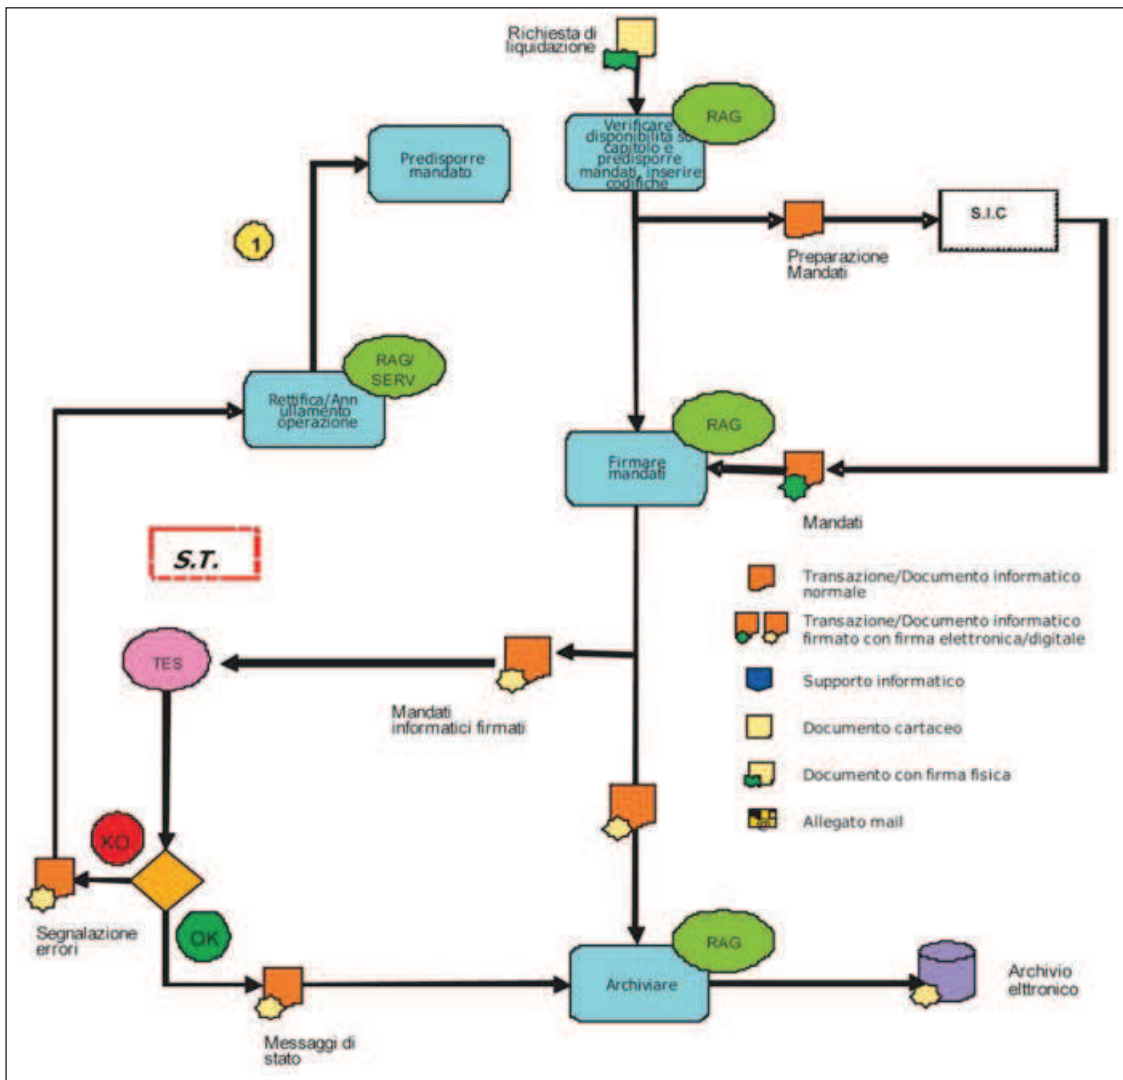 Richiesta di
liquidazione
RAG
Verificare
disponibilità su
capitolo e
predisporre
mandati, inserire
codifiche
Predisporre
mandato
S.I.C
Preparazione
Mandati
1
RAG/
SERV
Rettifica/Ann
ullamento
operazione
RAG
Firmare
mandati
Mandati
S.T.
Transazione/Documento informatico
normale
Transazione/Documento informatico
firmato con firma elettronica/digitale
TES
Supporto informatico
Mandati
informatici firmati
Documento cartaceo
Documento con firma fisica
Allegato mail
KO
Segnalazione
errori
OK
RAG
Archiviare
Archivio
elttronico
Messaggi di
stato